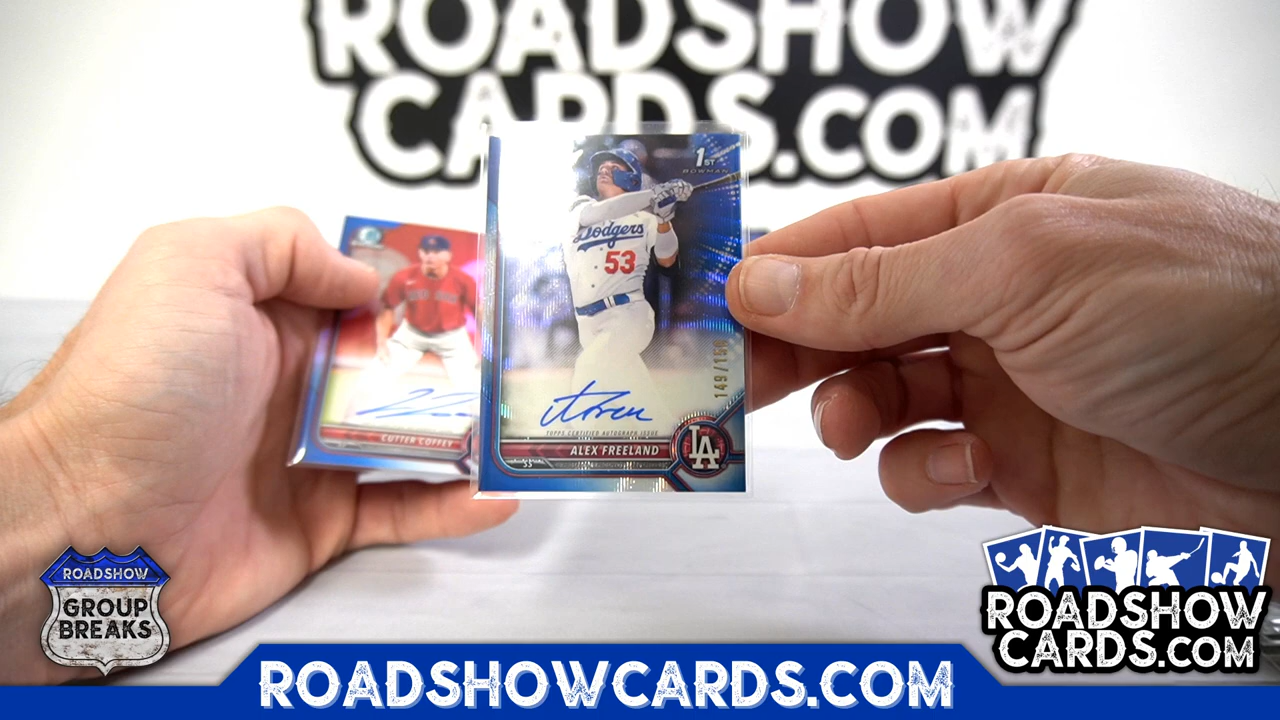 ROADSHOW
CARDS.COM
1ST
BOWMAN
Dodgers
53
149/150
TOPPS CERTIFIED AUTOGRAPH ISSUE
ALEX FREELAND
SS
LA
CUTTER COFFEY
ROADSHOW
GROUP
BREAKS
ROADSHOWCARDS.COM
ROADSHOW
CARDS.COM